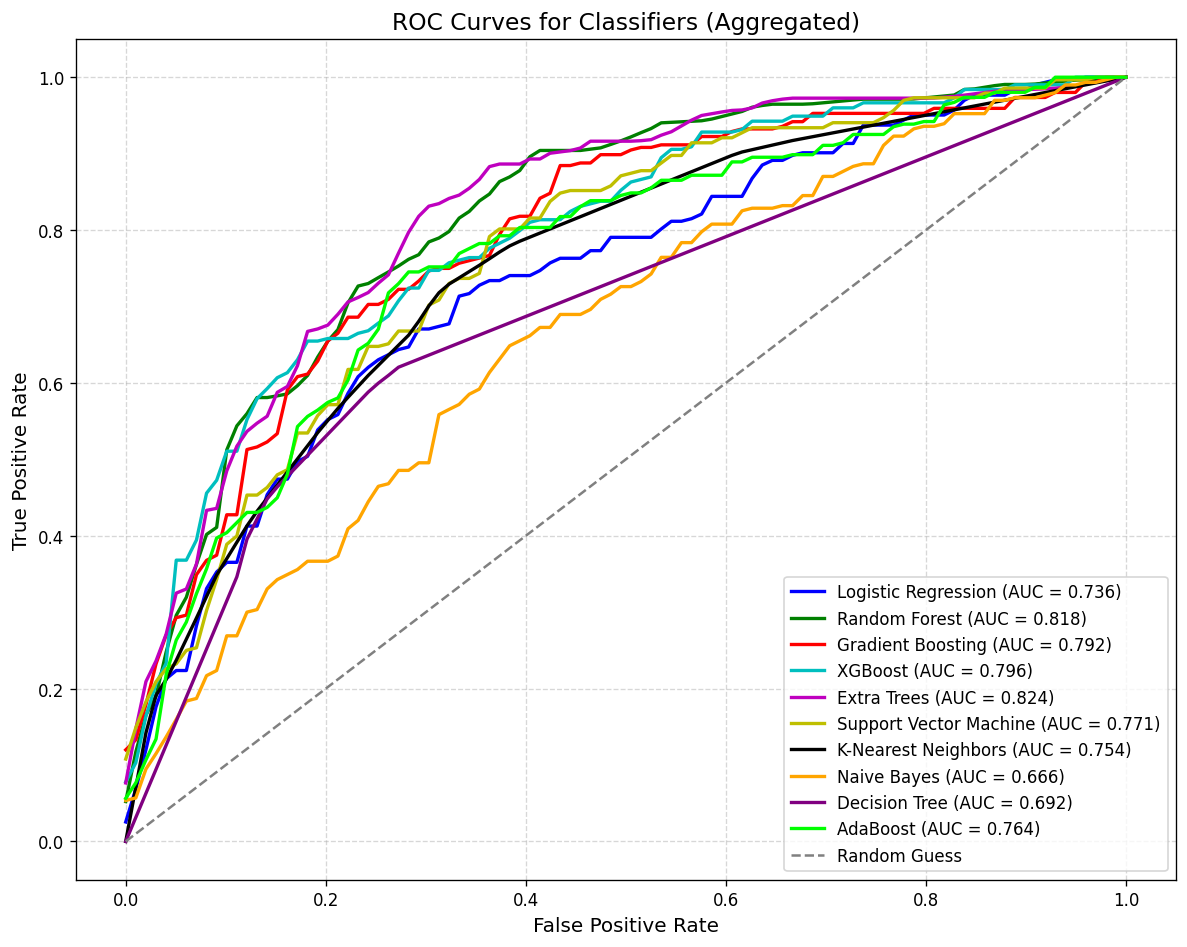 ROC Curves for Classifiers (Aggregated)
True Positive Rate
1.0
0.8
0.6
0.4
0.2
0.0
0.0 0.2 0.4 0.6 0.8 1.0
False Positive Rate
Logistic Regression (AUC = 0.736)
Random Forest (AUC = 0.818)
Gradient Boosting (AUC = 0.792)
XGBoost (AUC = 0.796)
Extra Trees (AUC = 0.824)
Support Vector Machine (AUC = 0.771)
K-Nearest Neighbors (AUC = 0.754)
Naive Bayes (AUC = 0.666)
Decision Tree (AUC = 0.692)
AdaBoost (AUC = 0.764)
Random Guess